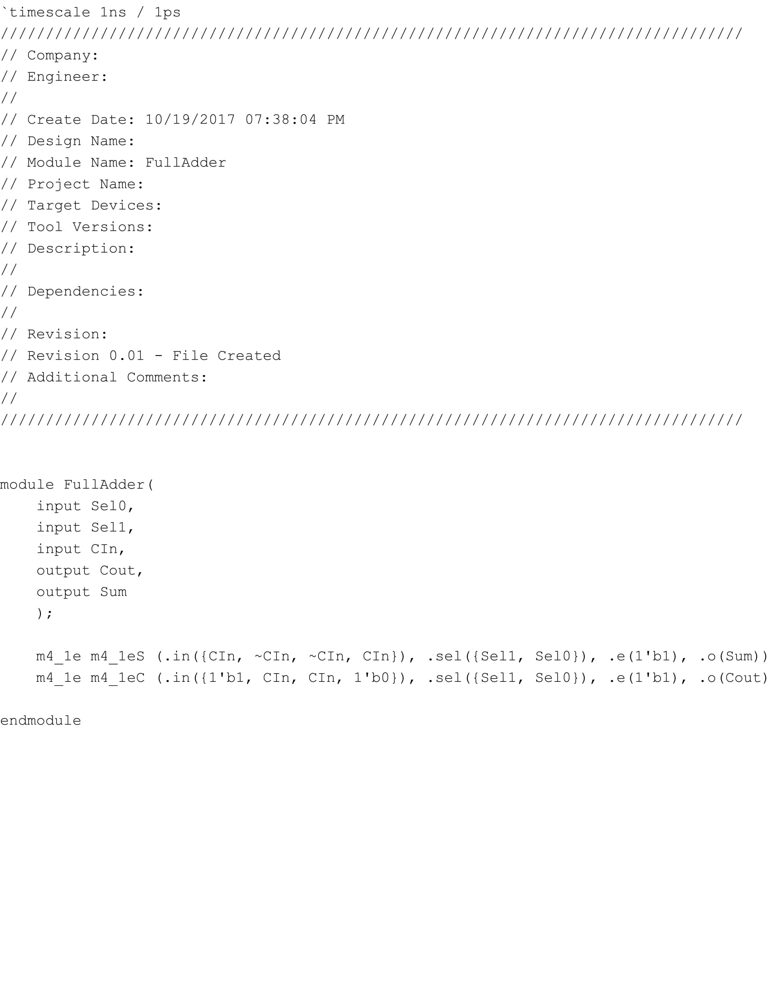 `timescale 1ns / 1ps
//////////////////////////////////////////////////////////////////////////////////
// Company:
// Engineer:
//
// Create Date: 10/19/2017 07:38:04 PM
// Design Name:
// Module Name: FullAdder
// Project Name:
// Target Devices:
// Tool Versions:
// Description:
//
// Dependencies:
//
// Revision:
// Revision 0.01 - File Created
// Additional Comments:
//
//////////////////////////////////////////////////////////////////////////////////
module FullAdder(
    input Sel0,
    input Sel1,
    input CIn,
    output Cout,
    output Sum
    );
    m4_1e m4_1eS (.in({CIn, ~CIn, ~CIn, CIn}), .sel({Sel1, Sel0}), .e(1'b1), .o(Sum))
    m4_1e m4_1eC (.in({1'b1, CIn, CIn, 1'b0}), .sel({Sel1, Sel0}), .e(1'b1), .o(Cout)
endmodule